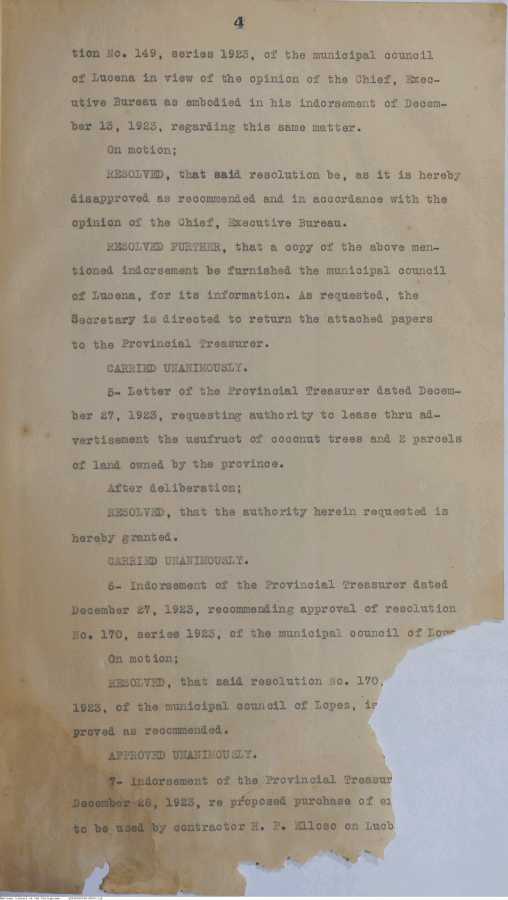 4
tion No. 149, series 1923, of the municipal council
of Lucena in view of the opinion of the Chief, Exec-
utive Bureau as embodied in his indorsement of Decem-
ber 13, 1923, regarding this same matter.
On motion;
RESOLVED, that said resolution be, as it is hereby
disapproved as recommended and in accordance with the
opinion of the Chief, Executive Bureau.
RESOLVED FURTHER, that a copy of the above men-
tioned indorsement be furnished the municipal council
of Lucena, for its information. As requested, the
Secretary is directed to return the attached papers
to the Provincial Treasurer.
CARRIED UNANIMOUSLY.
5- Letter of the Provincial Treasurer dated Decem-
ber 27, 1923, requesting authority to lease thru ad-
vertisement the usufruct of coconut trees and 2 parcels
of land owned by the province.
After deliberation;
RESOLVED, that the authority herein requested is
hereby granted.
CARRIED UNANIMOUSLY.
6- Indorsement of the Provincial Treasurer dated
December 27, 1923, recommending approval of resolution
No. 170, series 1923, of the municipal council of
On motion;
RESOLVED, that said resolution No. 170,
1923, of the municipal council of Lopez,
proved as recommended.
APPROVED UNANIMOUSLY.
7- Indorsement of the Provincial Treasur
December 28, 1923, re proposed purchase of
to be used by contractor H. P. on Lucb